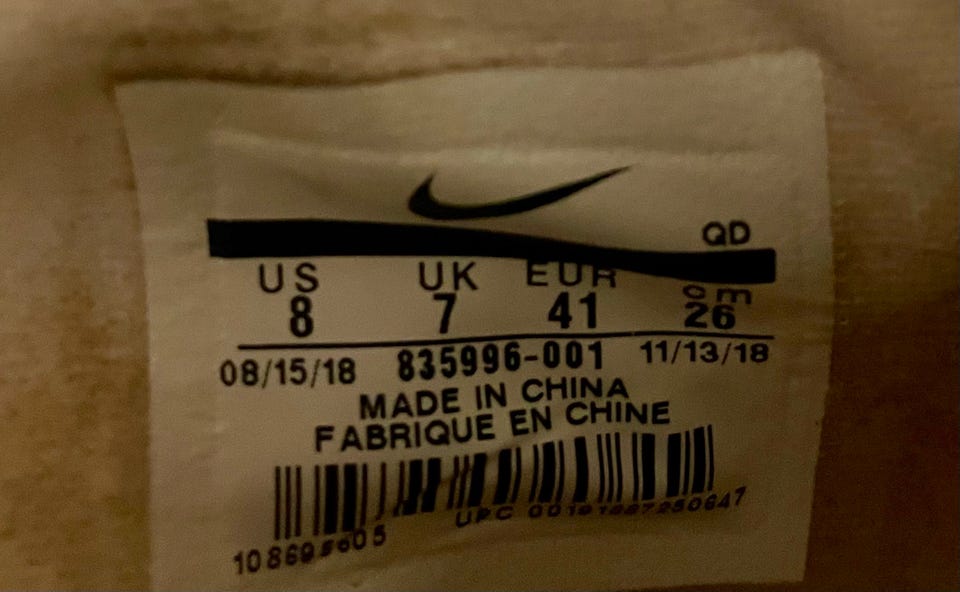 QD
US UK EUR cm
8 7 41 26
08/15/18 835996-001 11/13/18
MADE IN CHINA
FABRIQUE EN CHINE
UPC